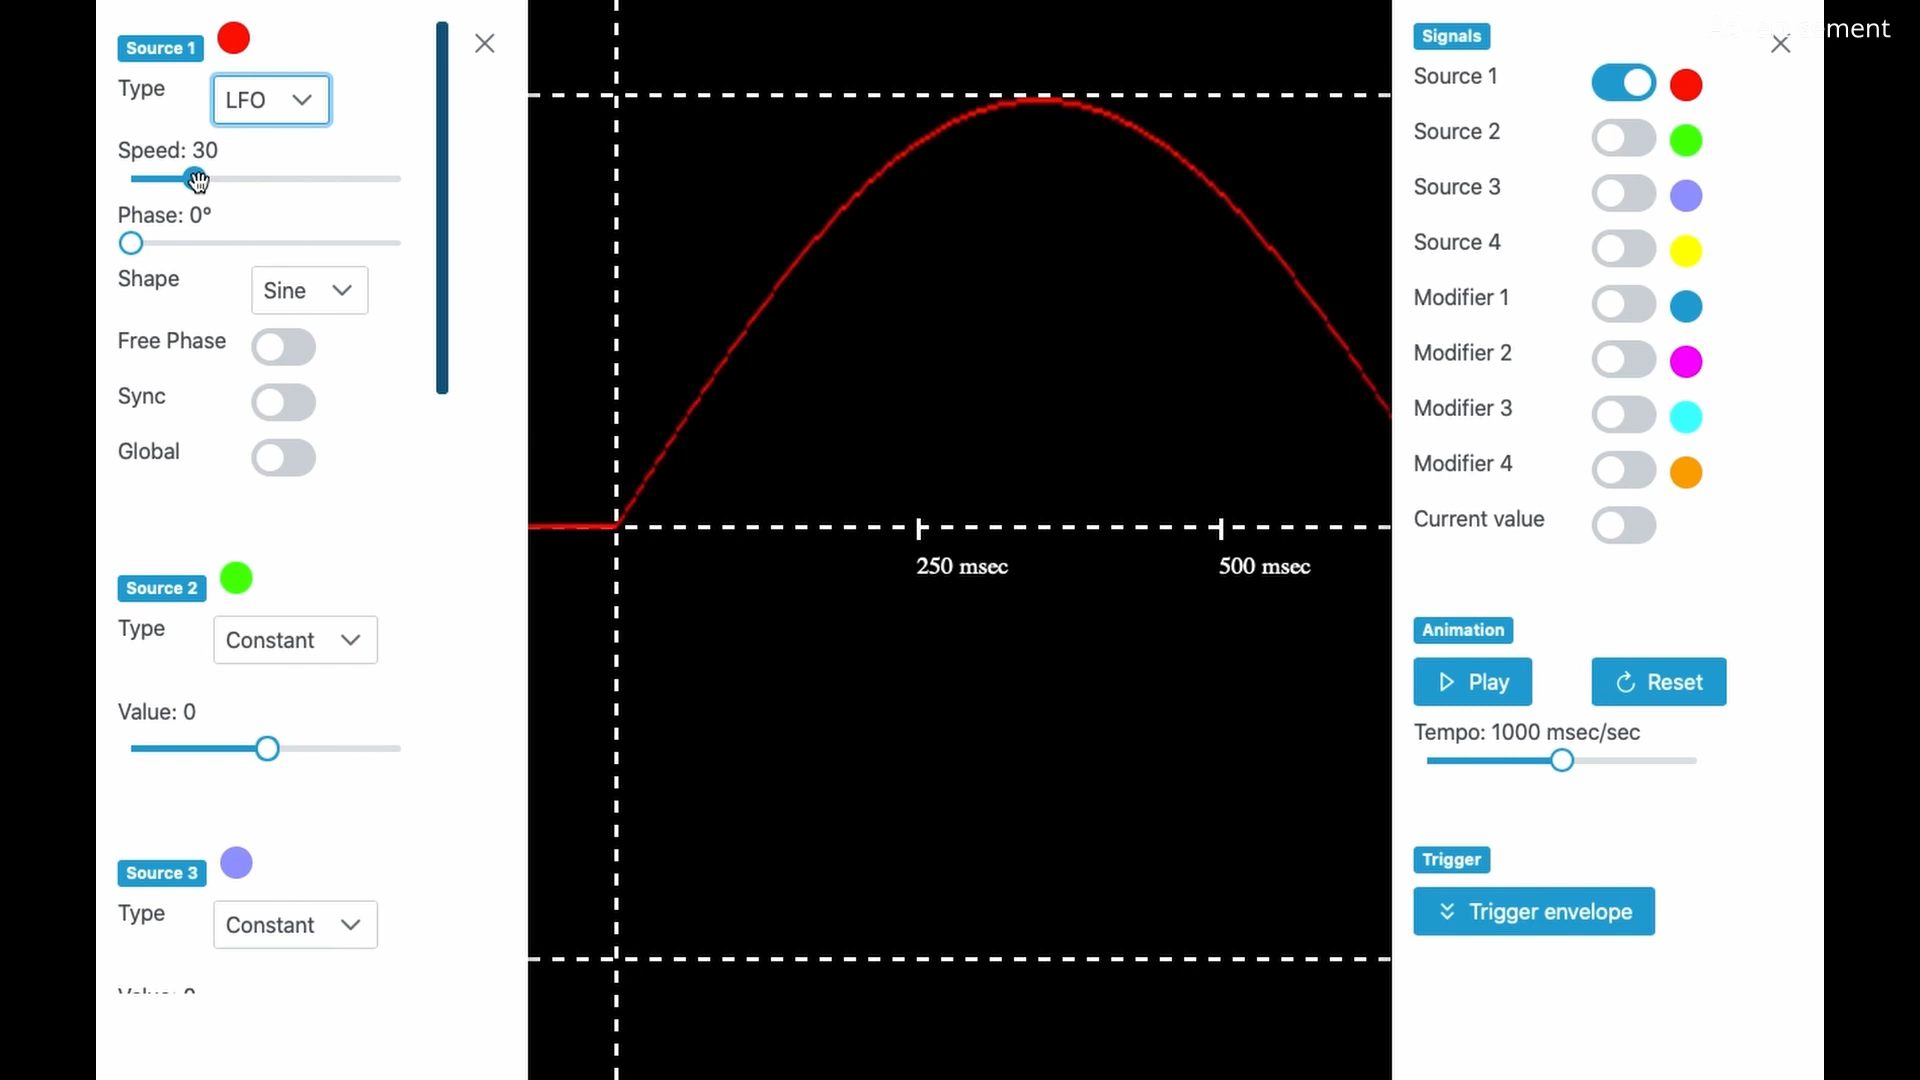 Source 1
Type
LFO
Speed: 30
Phase: 0°
Shape
Sine
Free Phase
Sync
Global
Source 2
Type
Constant
Value: 0
Source 3
Type
Constant
Value: 0
250 msec
500 msec
Signals
Source 1
Source 2
Source 3
Source 4
Modifier 1
Modifier 2
Modifier 3
Modifier 4
Current value
Animation
Play
Reset
Tempo: 1000 msec/sec
Trigger
Trigger envelope